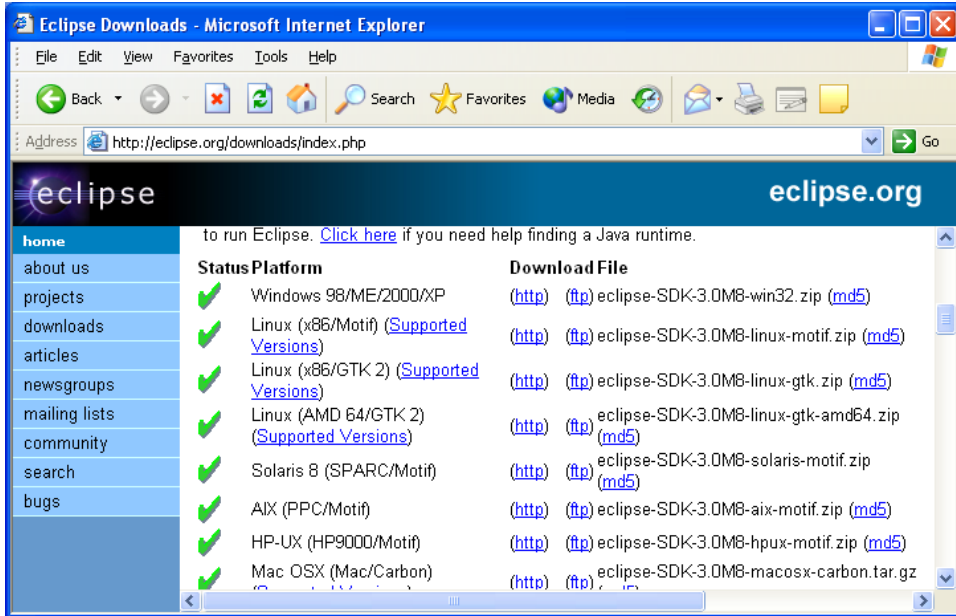 Eclipse Downloads - Microsoft Internet Explorer
File Edit View Favorites Tools Help
Back Search Favorites Media
Address http://eclipse.org/downloads/index.php Go
eclipse eclipse.org
home
about us
projects
downloads
articles
newsgroups
mailing lists
community
search
bugs
to run Eclipse. Click here if you need help finding a Java runtime.
Status Platform Download File
Windows 98/ME/2000/XP (http) (ftp) eclipse-SDK-3.0M8-win32.zip (md5)
Linux (x86/Motif) (Supported
Versions) (http) (ftp) eclipse-SDK-3.0M8-linux-motif.zip (md5)
Linux (x86/GTK 2) (Supported
Versions) (http) (ftp) eclipse-SDK-3.0M8-linux-gtk.zip (md5)
Linux (AMD 64/GTK 2)
(Supported Versions) (http) (ftp) eclipse-SDK-3.0M8-linux-gtk-amd64.zip
(md5)
Solaris 8 (SPARC/Motif) (http) (ftp) eclipse-SDK-3.0M8-solaris-motif.zip
(md5)
AIX (PPC/Motif) (http) (ftp) eclipse-SDK-3.0M8-aix-motif.zip (md5)
HP-UX (HP9000/Motif) (http) (ftp) eclipse-SDK-3.0M8-hpux-motif.zip (md5)
Mac OSX (Mac/Carbon) (http) (ftp) eclipse-SDK-3.0M8-macosx-carbon.tar.gz